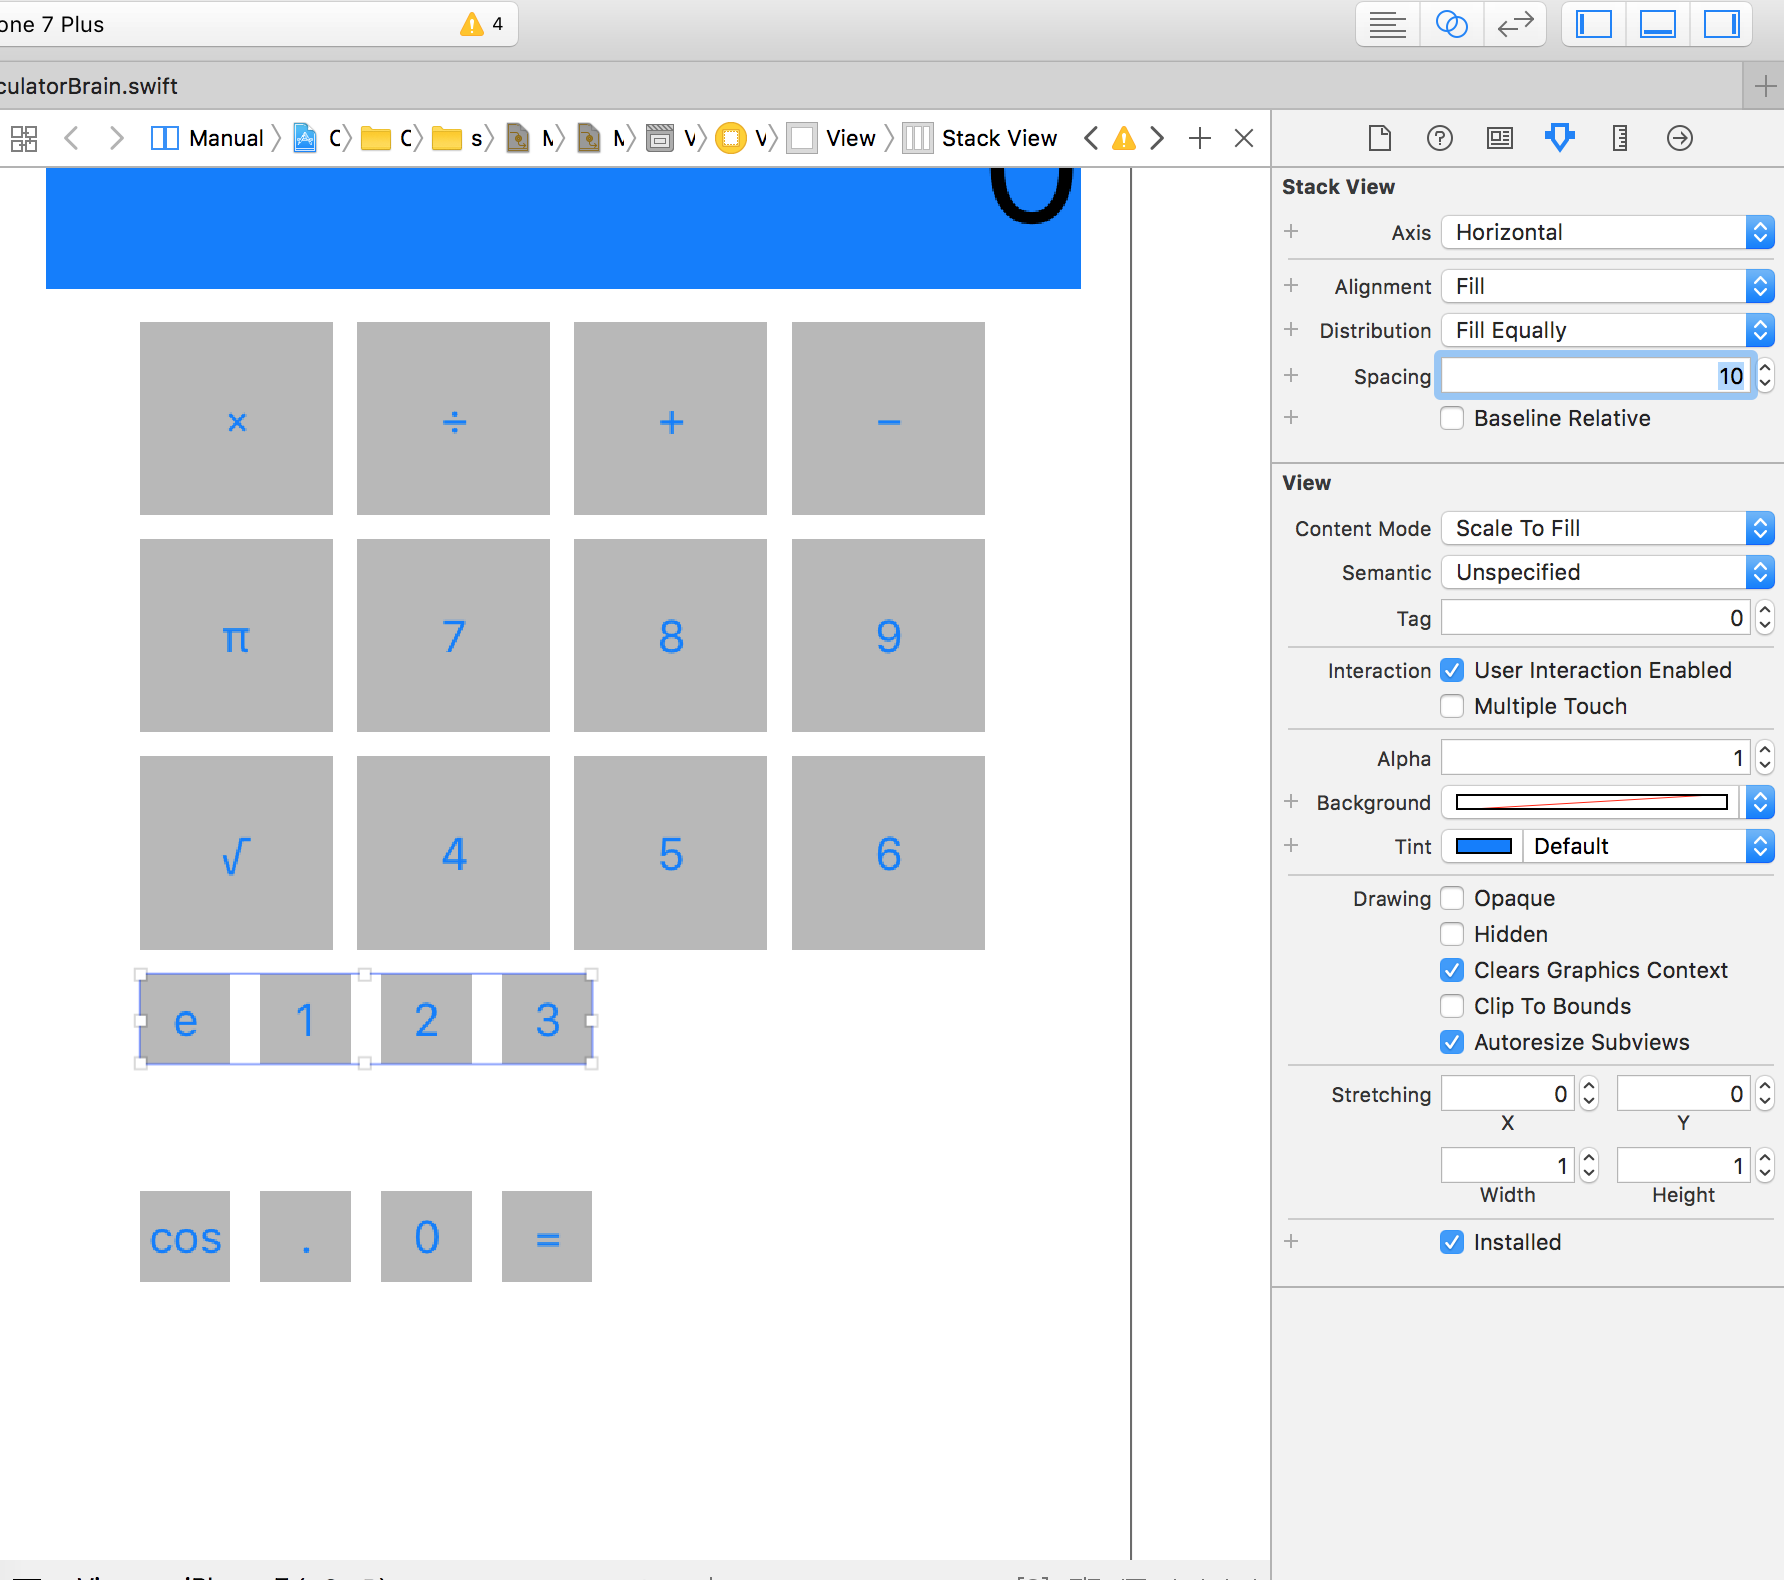 one 7 Plus 4
culatorBrain.swift
Manual C C s M M V V View Stack View
0
× ÷ + −
π 7 8 9
√ 4 5 6
e 1 2 3
cos . 0 =
Stack View
Axis Horizontal
Alignment Fill
Distribution Fill Equally
Spacing 10
Baseline Relative
View
Content Mode Scale To Fill
Semantic Unspecified
Tag 0
Interaction User Interaction Enabled
Multiple Touch
Alpha 1
Background
Tint Default
Drawing Opaque
Hidden
Clears Graphics Context
Clip To Bounds
Autoresize Subviews
Stretching 0 0
X Y
1 1
Width Height
Installed